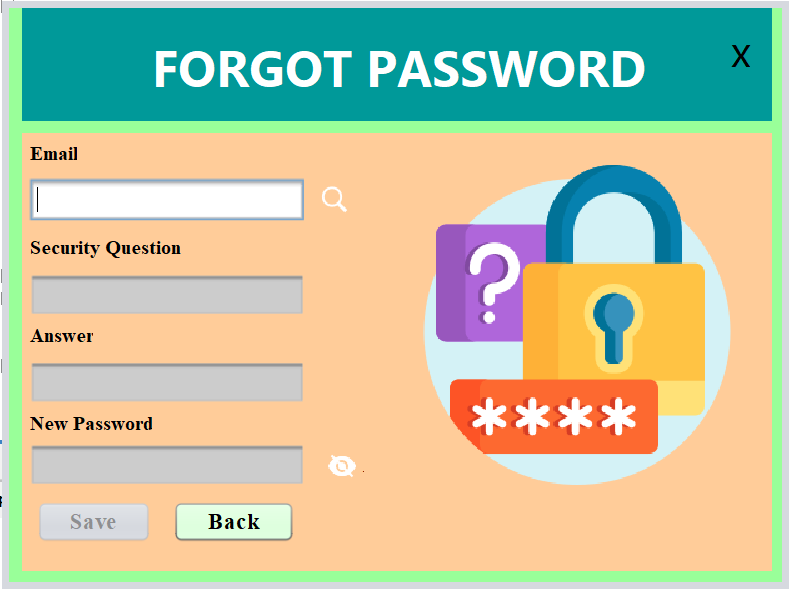 FORGOT PASSWORD
X
Email
Security Question
Answer
New Password
Save
Back
?
****